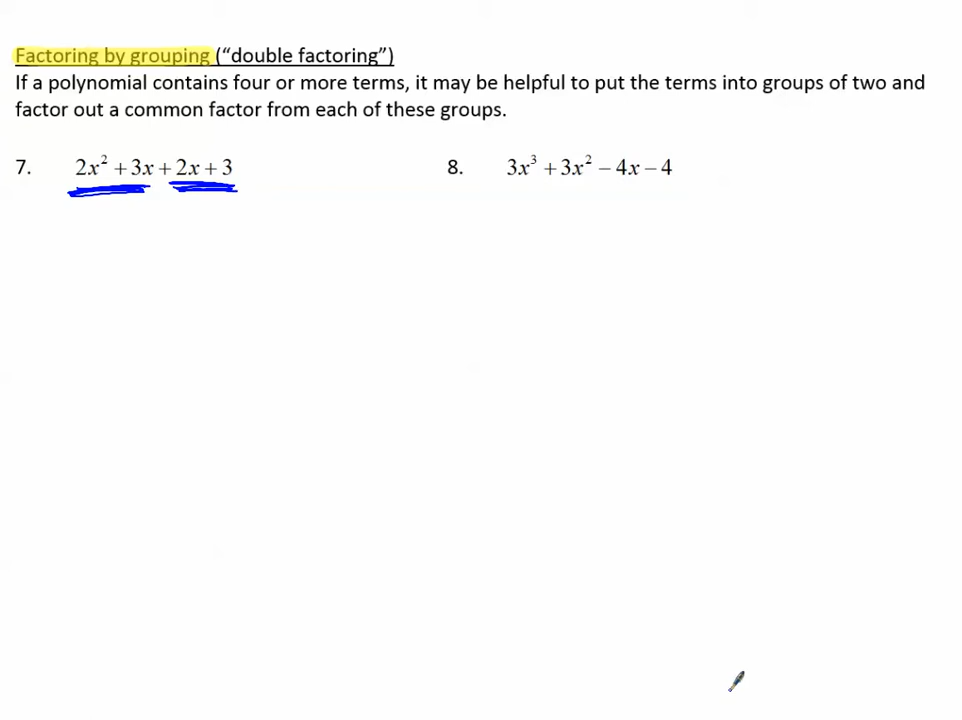 Factoring by grouping (“double factoring”)
If a polynomial contains four or more terms, it may be helpful to put the terms into groups of two and
factor out a common factor from each of these groups.
7. 2x² + 3x + 2x + 3 8. 3x³ + 3x² − 4x − 4